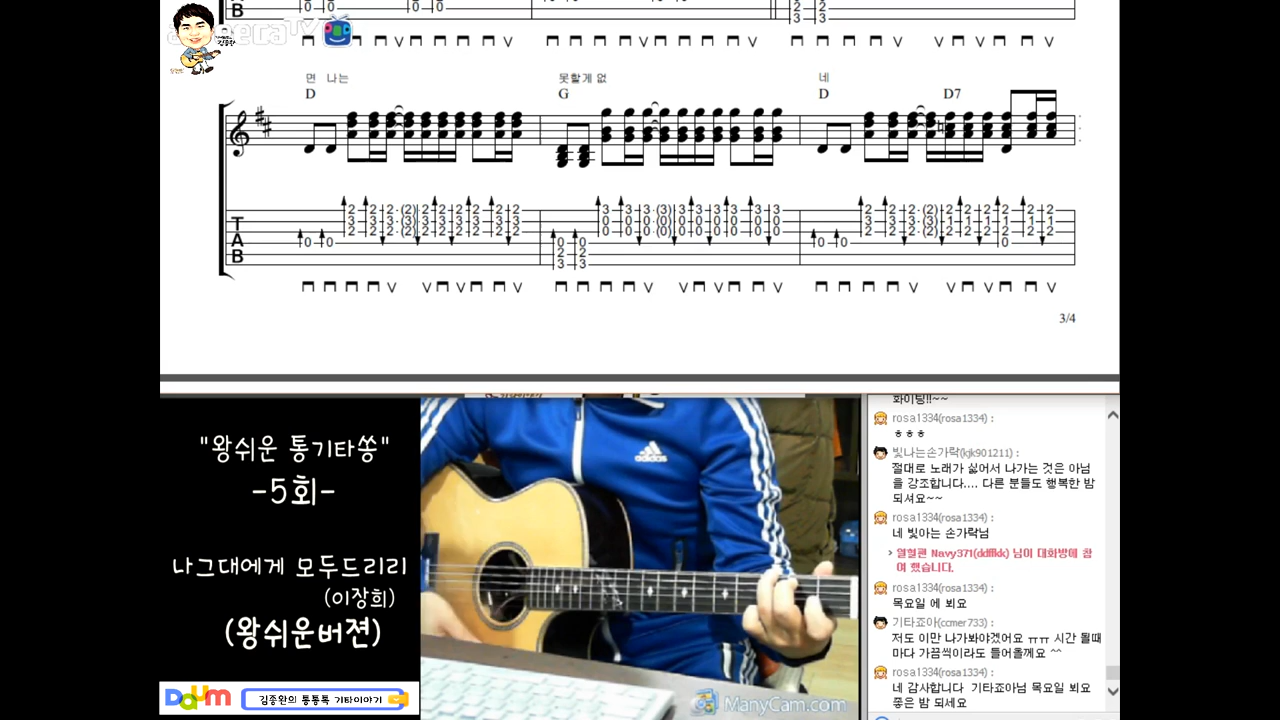 afreecaTV
면 나는 못할게 없 네
D G D D7
3/4
"왕쉬운 통기타쏭"
-5회-
나그대에게 모두드리리
(이장희)
(왕쉬운버젼)
Daum 김종완의 통통톡 기타이야기
adidas
ManyCam.com
화이팅!!~~
rosa1334(rosa1334) :
ㅎㅎㅎ
빛나는손가락(kjk901211) :
절대로 노래가 싫어서 나가는 것은 아님
을 강조합니다.... 다른 분들도 행복한 밤
되셔요~~
rosa1334(rosa1334) :
네 빛아는 손가락님
열혈팬 Navy371(ddffkk) 님이 대화방에 참
여 했습니다.
rosa1334(rosa1334) :
목요일 에 뵈요
기타죠아(ccmer733) :
저도 이만 나가봐야겠어요 ㅠㅠ 시간 될때
마다 가끔씩이라도 들어올께요 ^^
rosa1334(rosa1334) :
네 감사합니다 기타죠아님 목요일 뵈요
좋은 밤 되세요